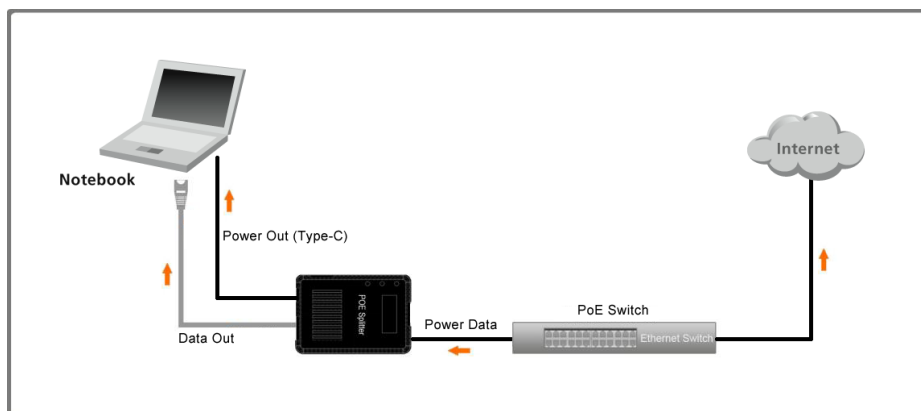 Internet
Notebook
Power Out (Type-C)
POE Splitter
PoE Switch
Power Data
Data Out
Ethernet Switch